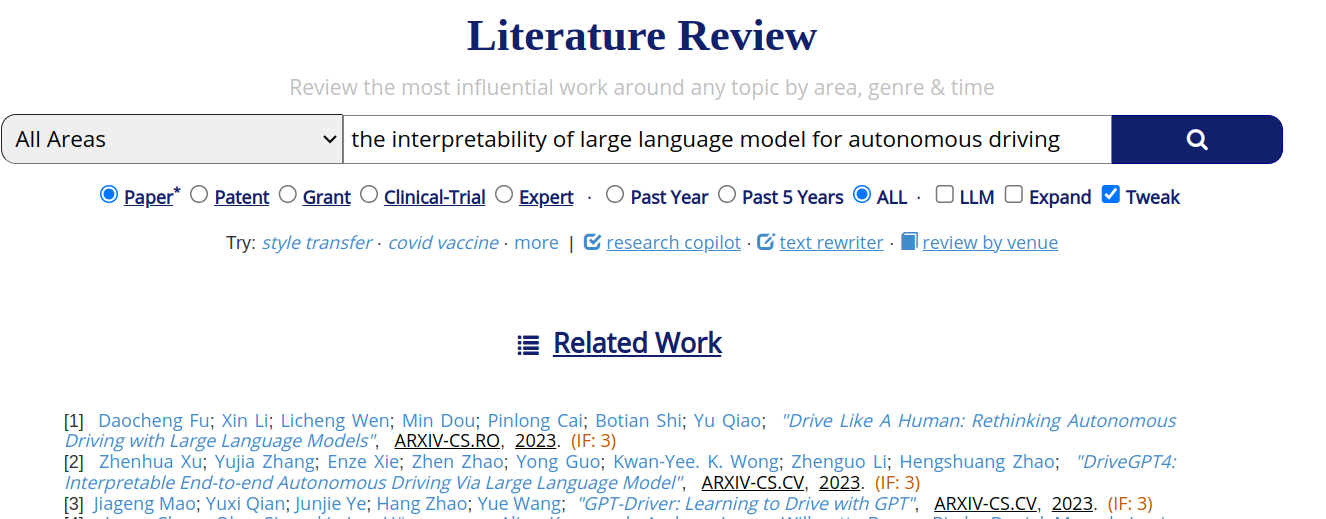 Literature Review
Review the most influential work around any topic by area, genre & time
All Areas the interpretability of large language model for autonomous driving
Paper* Patent Grant Clinical-Trial Expert · Past Year Past 5 Years ALL · LLM Expand Tweak
Try: style transfer · covid vaccine · more | research copilot · text rewriter · review by venue
Related Work
[1] Daocheng Fu; Xin Li; Licheng Wen; Min Dou; Pinlong Cai; Botian Shi; Yu Qiao; "Drive Like A Human: Rethinking Autonomous
Driving with Large Language Models", ARXIV-CS.RO, 2023. (IF: 3)
[2] Zhenhua Xu; Yujia Zhang; Enze Xie; Zhen Zhao; Yong Guo; Kwan-Yee. K. Wong; Zhenguo Li; Hengshuang Zhao; "DriveGPT4:
Interpretable End-to-end Autonomous Driving Via Large Language Model", ARXIV-CS.CV, 2023. (IF: 3)
[3] Jiageng Mao; Yuxi Qian; Junjie Ye; Hang Zhao; Yue Wang; "GPT-Driver: Learning to Drive with GPT", ARXIV-CS.CV, 2023. (IF: 3)